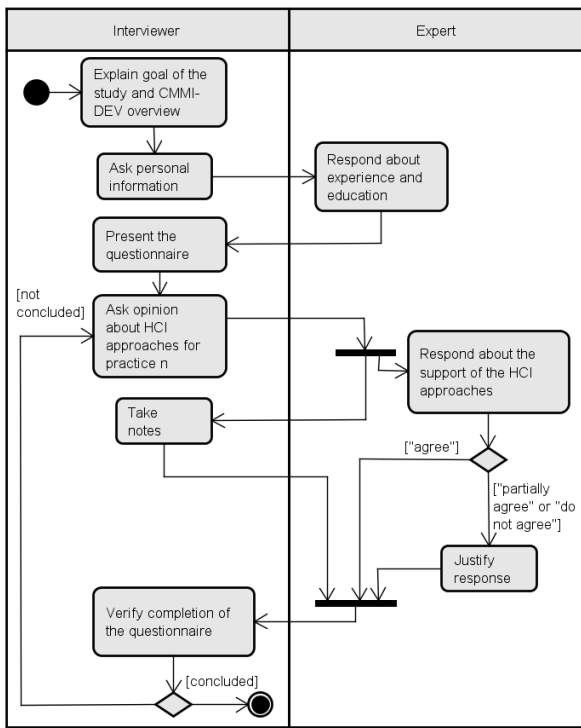 Interviewer
Expert
Explain goal of the
study and CMMI-
DEV overview
Ask personal
information
Respond about
experience and
education
Present the
questionnaire
[not
concluded]
Ask opinion
about HCI
approaches for
practice n
Respond about the
support of the HCI
approaches
Take
notes
["agree"]
["partially
agree" or "do
not agree"]
Justify
response
Verify completion of
the questionnaire
[concluded]